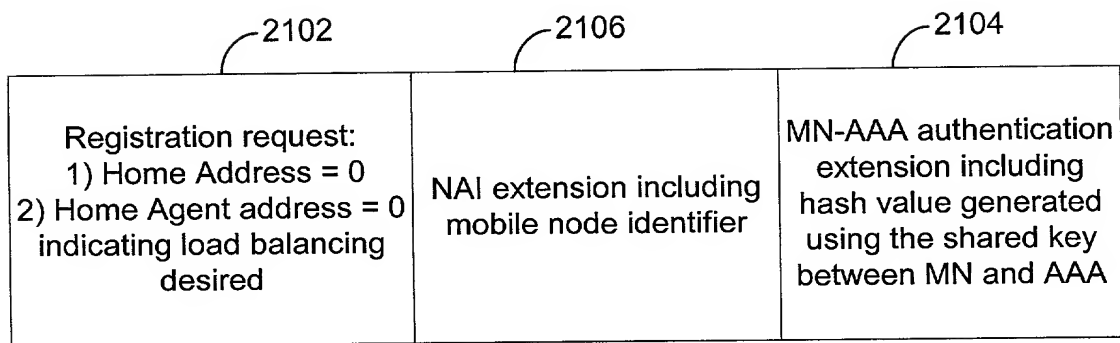 2102
2106
2104
Registration request:
1) Home Address = 0
2) Home Agent address = 0
indicating load balancing
desired
NAI extension including
mobile node identifier
MN-AAA authentication
extension including
hash value generated
using the shared key
between MN and AAA